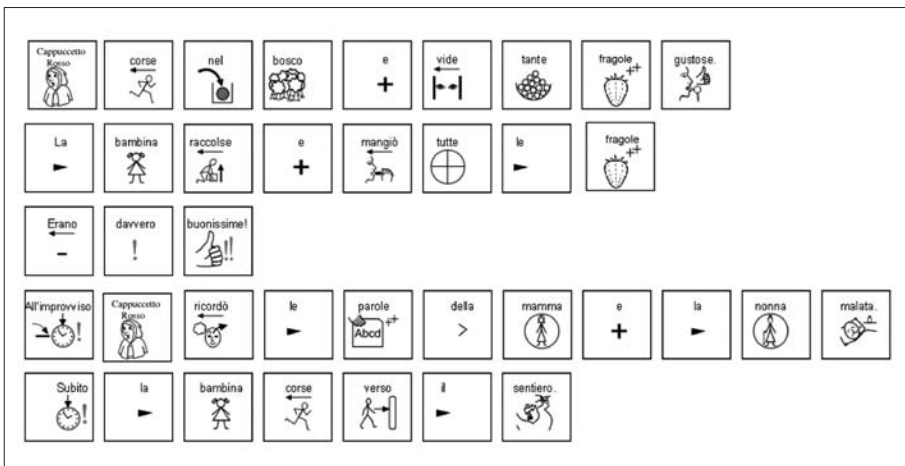 Cappuccetto Rosso corse nel bosco e vide tante fragole gustose.
La bambina raccolse e mangiò tutte le fragole
Erano davvero ! buonissime! !!
All'improvviso ! Cappuccetto Rosso ricordò le parole Abcd della mamma e la nonna malata.
Subito ! la bambina corse verso il sentiero.